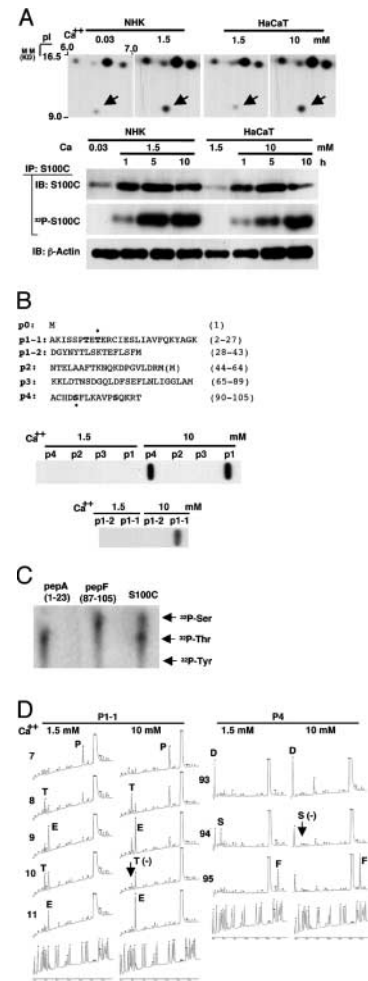 A
NHK HaCaT
Ca++ 0.03 1.5 1.5 10 mM
pI 6.0 7.0
MM (KD)
16.5
9.0
NHK HaCaT
Ca 0.03 1.5 1.5 10 mM
1 5 10 1 5 10 h
IP: S100C
IB: S100C
32P-S100C
IB: β-Actin
B
p0: M (1)
p1-1: AKISSPTETERCIESLIAVFQKYAGK (2-27)
p1-2: DGYNYTLSKTEFLSFM (28-43)
p2: NTELAAFTKNQKDPGVLDRM(M) (44-64)
p3: KKLDTNSDGQLDFSEFLNLIGGLAM (65-89)
p4: ACHDSFLKAVPSQKRT (90-105)
Ca++ 1.5 10 mM
p4 p2 p3 p1 p4 p2 p3 p1
Ca++ 1.5 10 mM
p1-2 p1-1 p1-2 p1-1
C
pepA (1-23) pepF (87-105) S100C
32P-Ser
32P-Thr
32P-Tyr
D
P1-1 P4
Ca++ 1.5 mM 10 mM 1.5 mM 10 mM
7 P P
8 T T
9 E E
10 T T (-)
11 E E
93 D D
94 S S (-)
95 F F